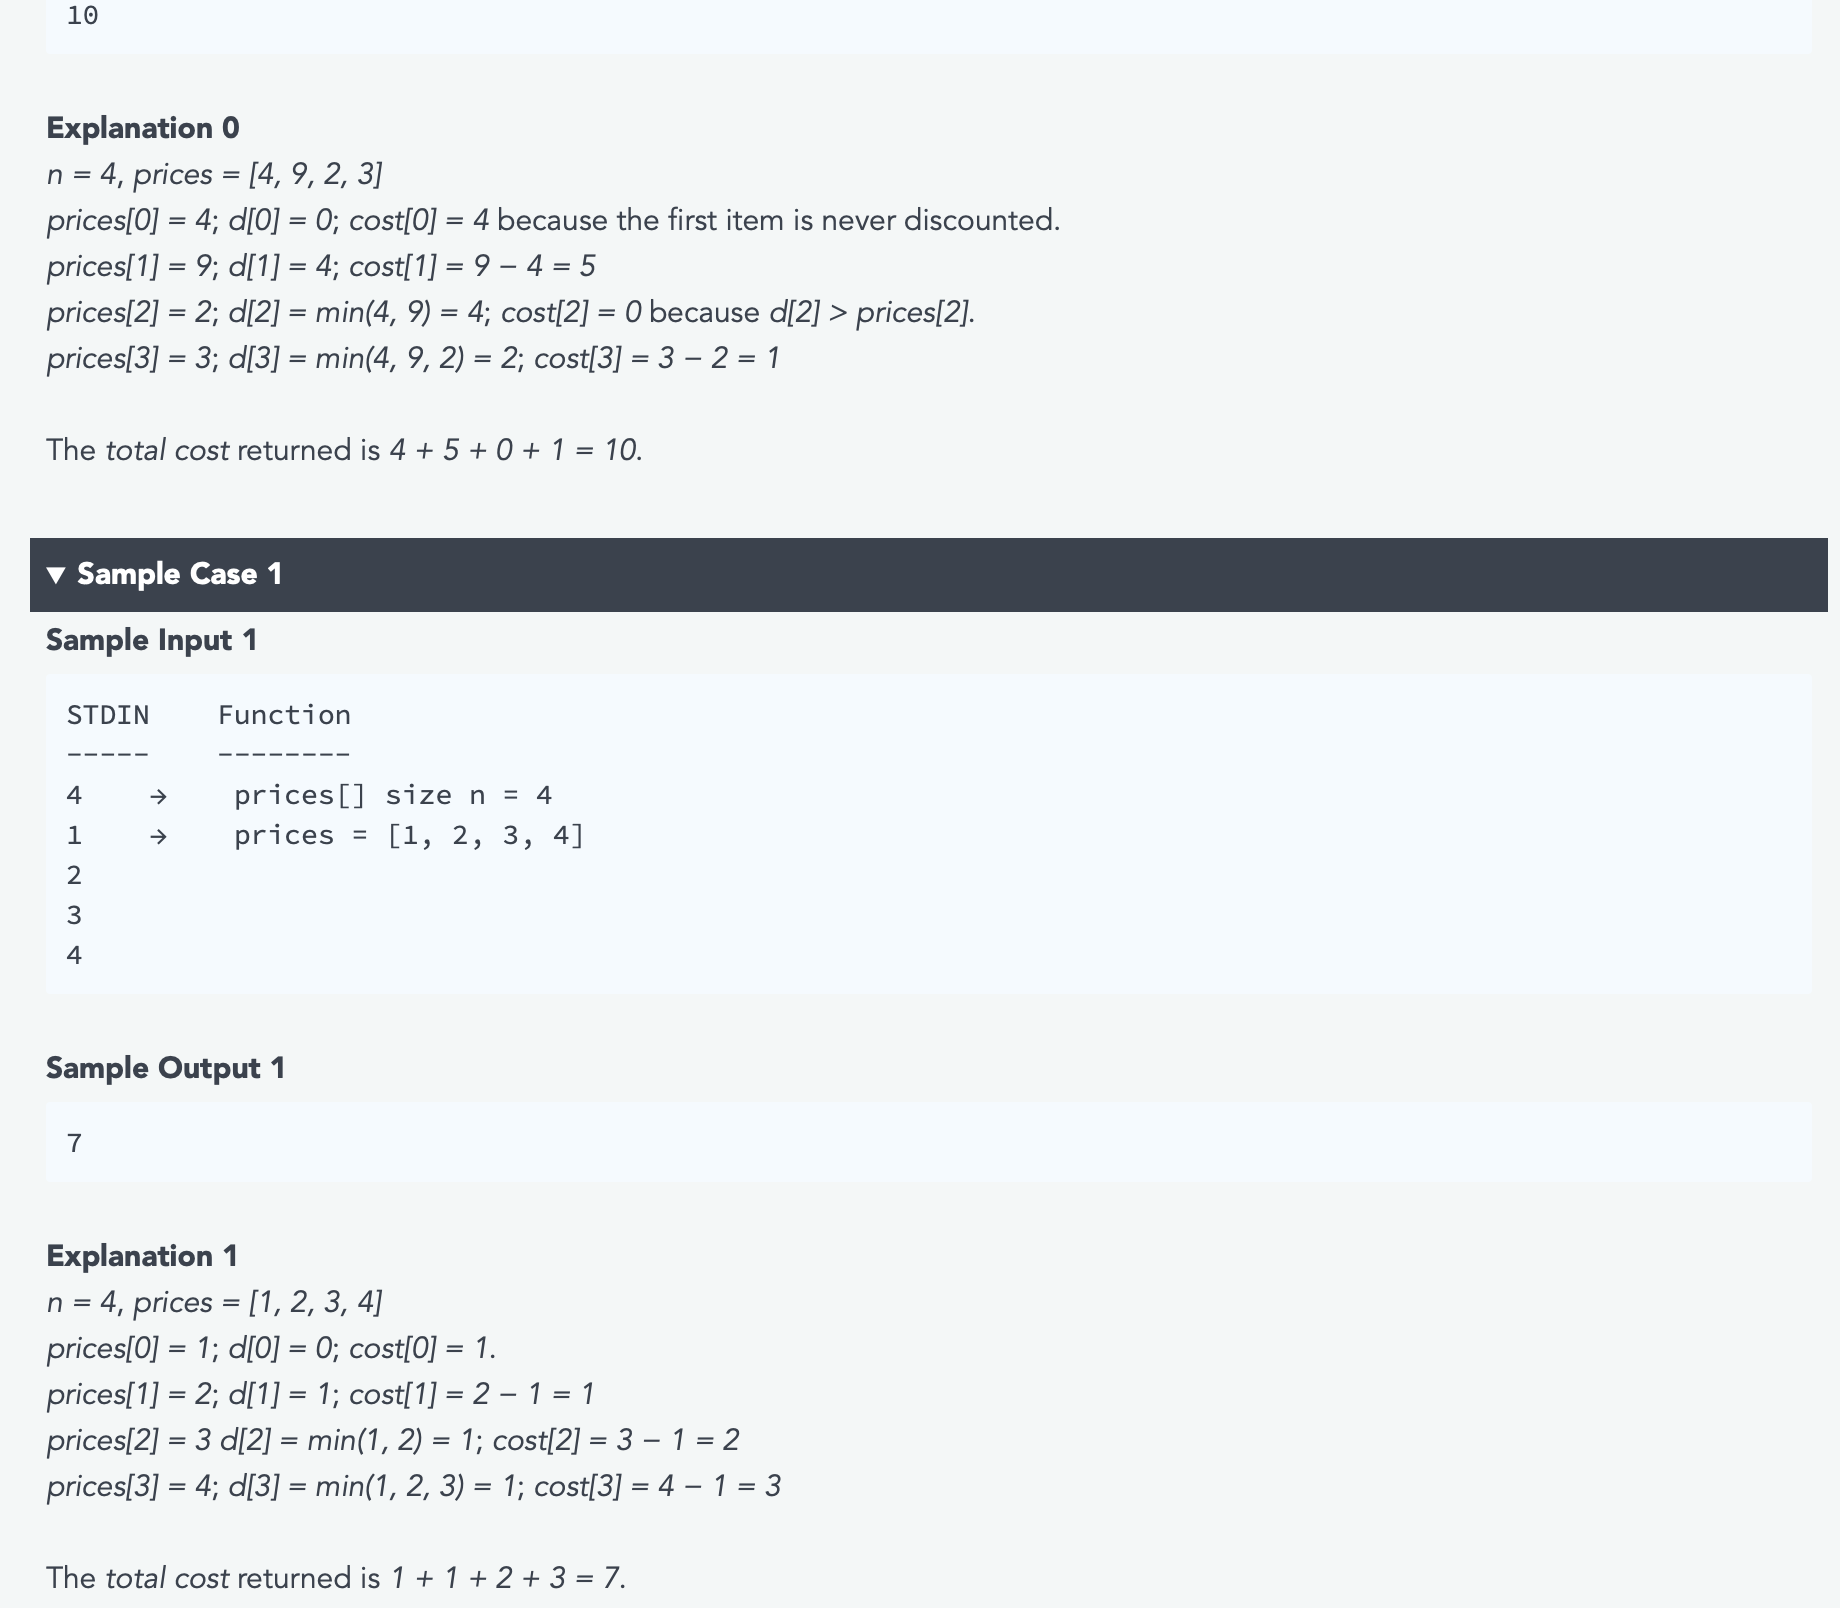 10
Explanation 0
n = 4, prices = [4, 9, 2, 3]
prices[0] = 4; d[0] = 0; cost[0] = 4 because the first item is never discounted.
prices[1] = 9; d[1] = 4; cost[1] = 9 – 4 = 5
prices[2] = 2; d[2] = min(4, 9) = 4; cost[2] = 0 because d[2] > prices[2].
prices[3] = 3; d[3] = min(4, 9, 2) = 2; cost[3] = 3 – 2 = 1
The total cost returned is 4 + 5 + 0 + 1 = 10.
▼ Sample Case 1
Sample Input 1
STDIN    Function
-----    --------
4    →    prices[] size n = 4
1    →    prices = [1, 2, 3, 4]
2
3
4
Sample Output 1
7
Explanation 1
n = 4, prices = [1, 2, 3, 4]
prices[0] = 1; d[0] = 0; cost[0] = 1.
prices[1] = 2; d[1] = 1; cost[1] = 2 – 1 = 1
prices[2] = 3 d[2] = min(1, 2) = 1; cost[2] = 3 – 1 = 2
prices[3] = 4; d[3] = min(1, 2, 3) = 1; cost[3] = 4 – 1 = 3
The total cost returned is 1 + 1 + 2 + 3 = 7.